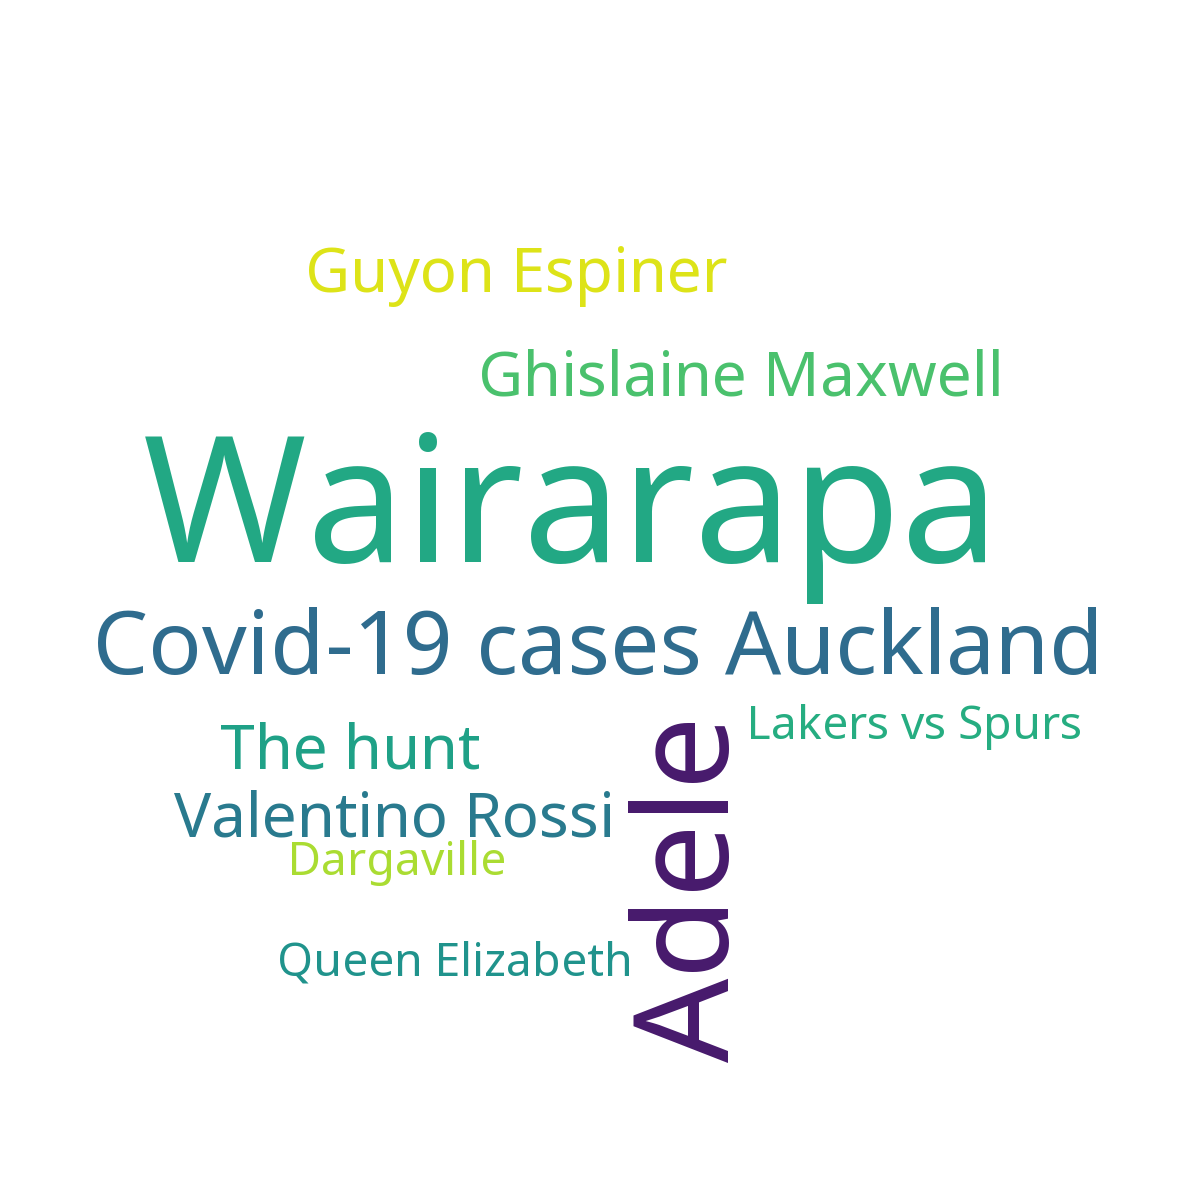 Guyon Espiner
Ghislaine Maxwell
Wairarapa
Covid-19 cases Auckland
Lakers vs Spurs
The hunt
Valentino Rossi
Dargaville
Queen Elizabeth
Adele